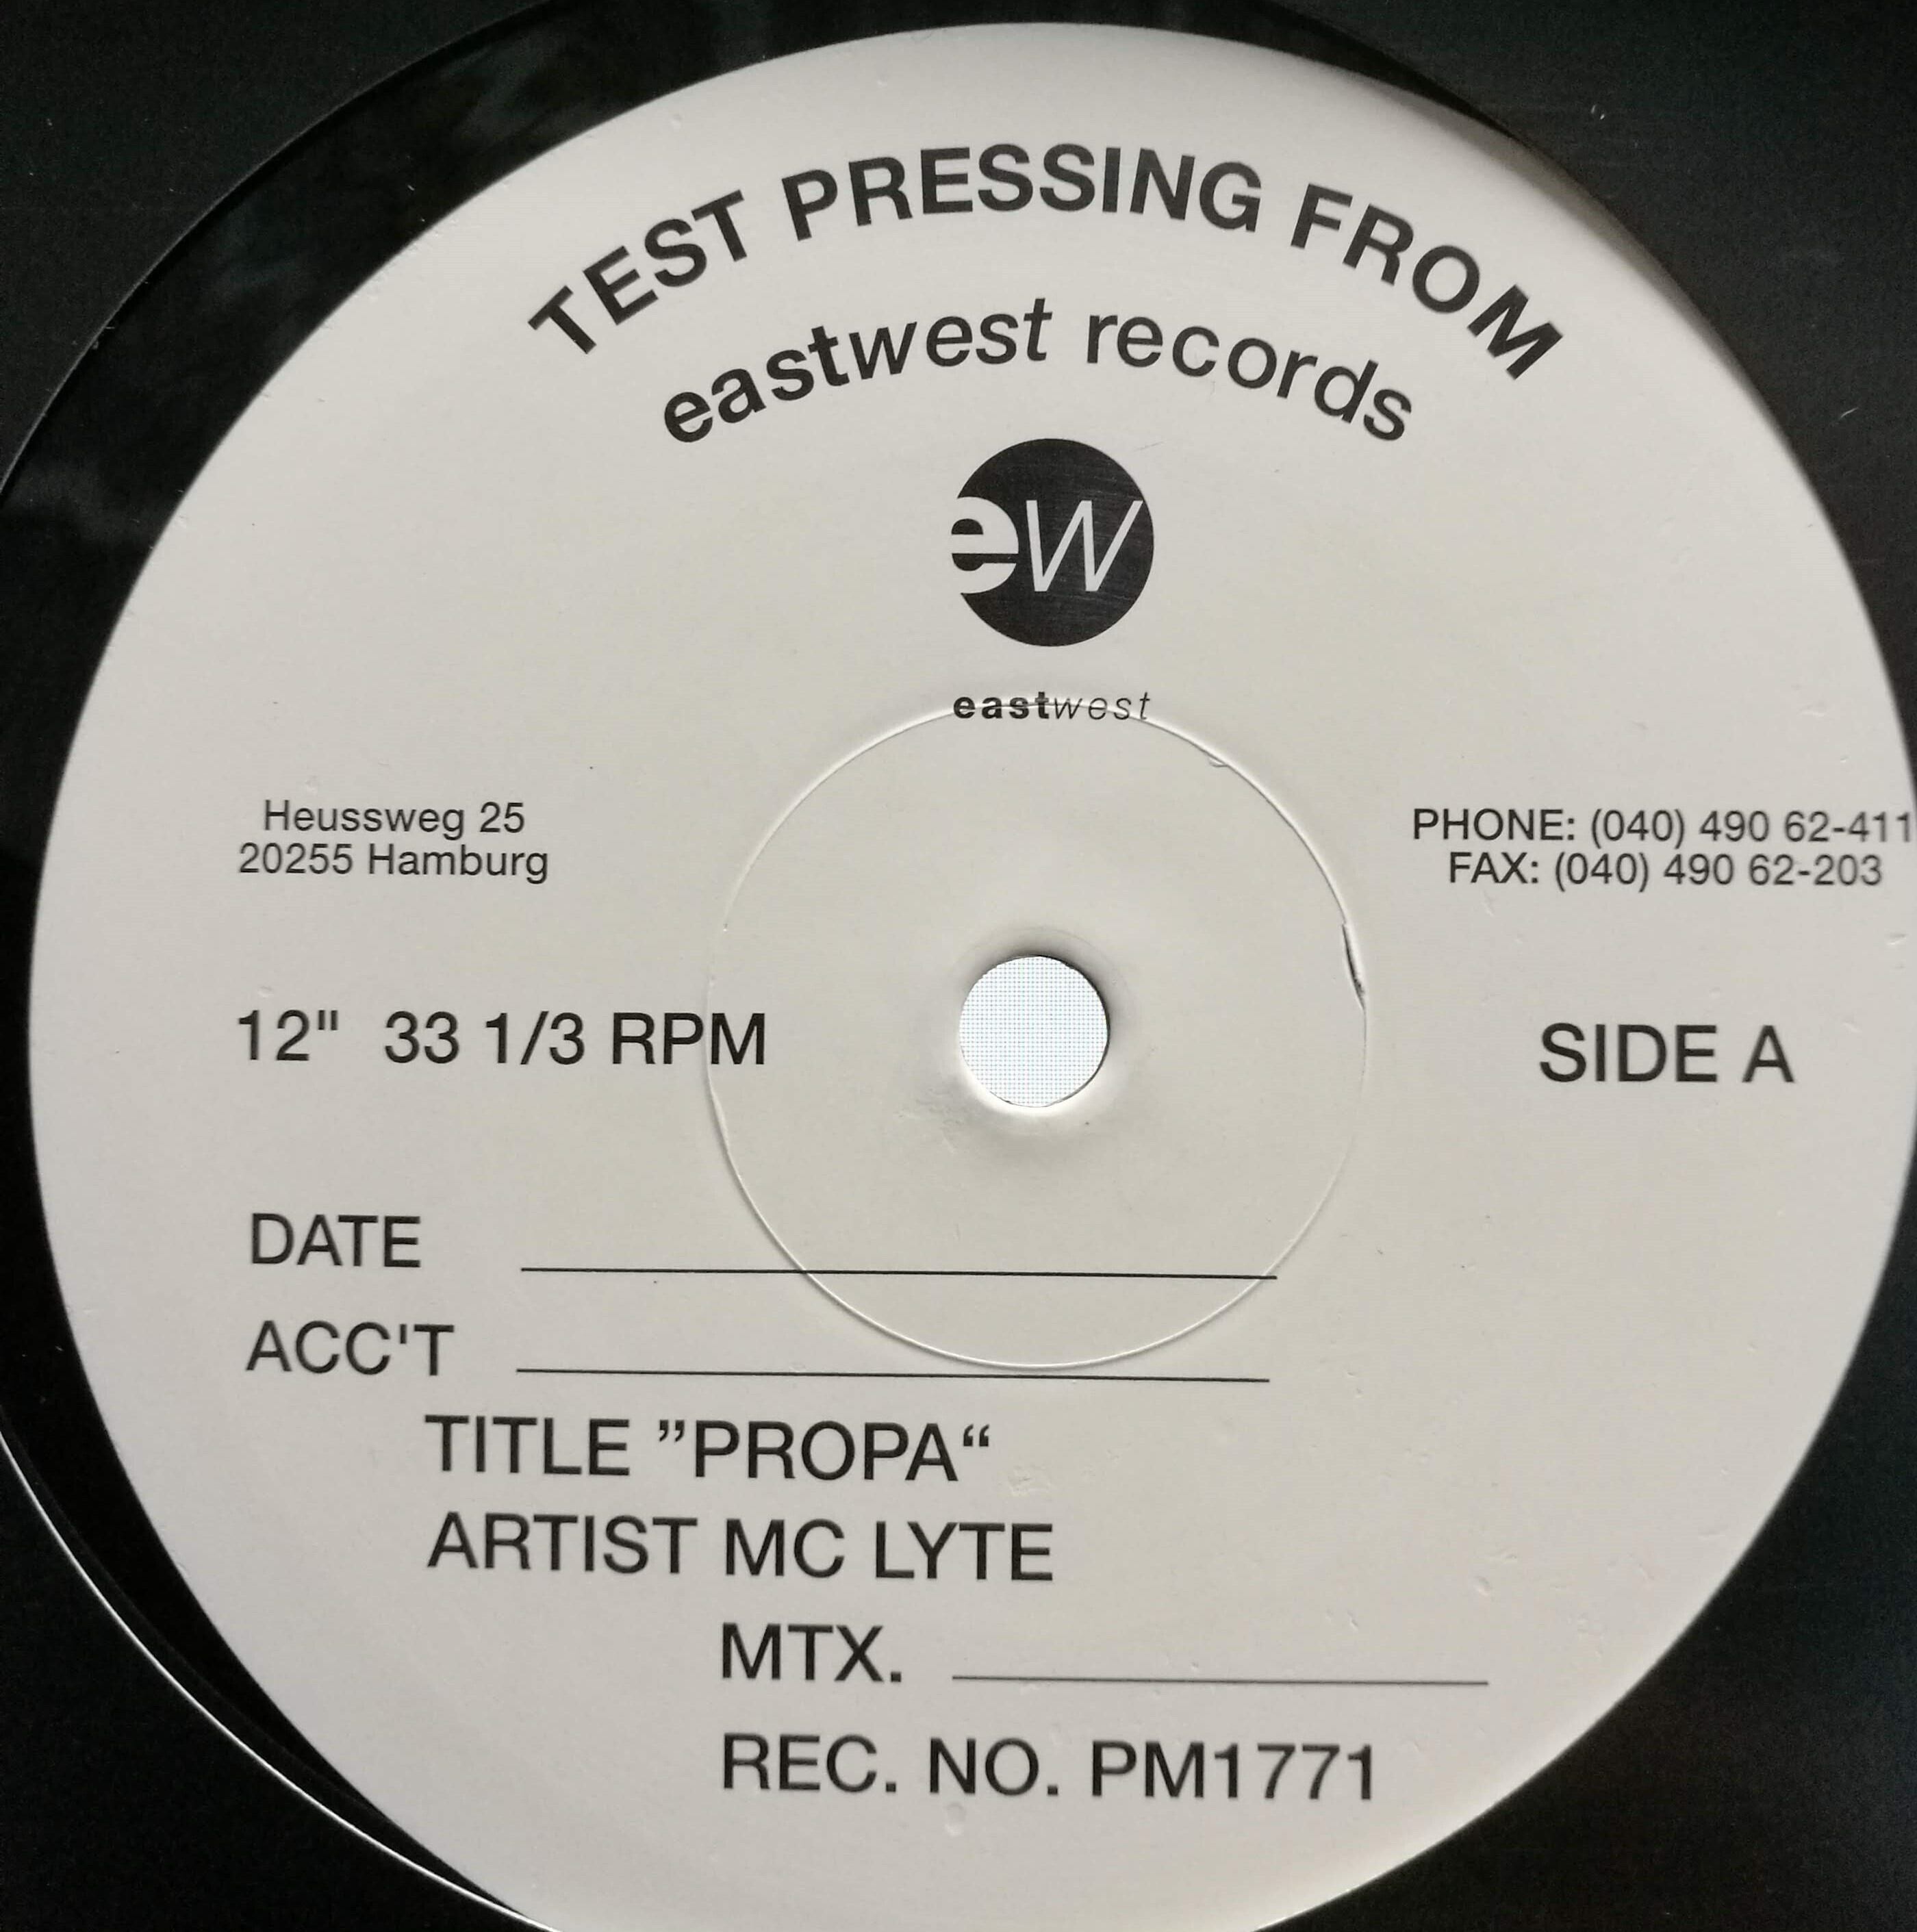 TEST PRESSING FROM
eastwest records
ew
eastwest
Heussweg 25
20255 Hamburg
PHONE: (040) 490 62-411
FAX: (040) 490 62-203
12" 33 1/3 RPM
SIDE A
DATE
ACC'T
TITLE ”PROPA“
ARTIST MC LYTE
MTX.
REC. NO. PM1771